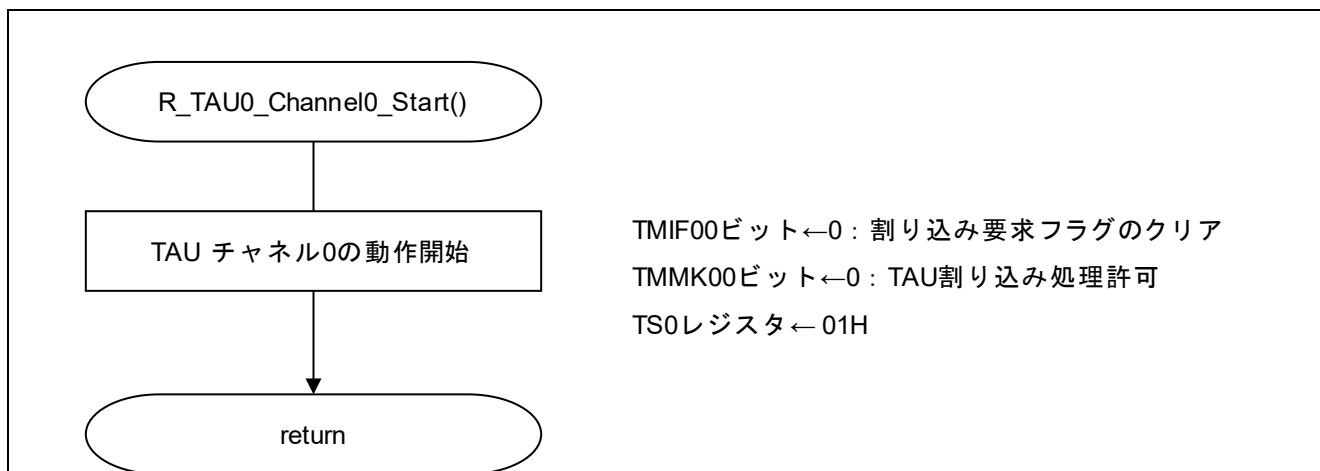 R_TAU0_Channel0_Start()
TAU チャネル0の動作開始
TMIF00ビット←0：割り込み要求フラグのクリア
TMMK00ビット←0：TAU割り込み処理許可
TS0レジスタ← 01H
return